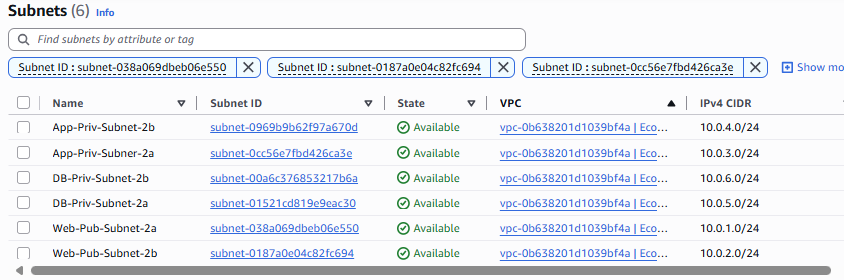 Subnets (6) Info
Find subnets by attribute or tag
Subnet ID : subnet-038a069dbeb06e550 Subnet ID : subnet-0187a0e04c82fc694 Subnet ID : subnet-0cc56e7fbd426ca3e Show mo
Name Subnet ID State VPC IPv4 CIDR
App-Priv-Subnet-2b subnet-0969b9b62f97a670d Available vpc-0b638201d1039bf4a | Eco... 10.0.4.0/24
App-Priv-Subner-2a subnet-0cc56e7fbd426ca3e Available vpc-0b638201d1039bf4a | Eco... 10.0.3.0/24
DB-Priv-Subnet-2b subnet-00a6c376853217b6a Available vpc-0b638201d1039bf4a | Eco... 10.0.6.0/24
DB-Priv-Subnet-2a subnet-01521cd819e9eac30 Available vpc-0b638201d1039bf4a | Eco... 10.0.5.0/24
Web-Pub-Subnet-2a subnet-038a069dbeb06e550 Available vpc-0b638201d1039bf4a | Eco... 10.0.1.0/24
Web-Pub-Subnet-2b subnet-0187a0e04c82fc694 Available vpc-0b638201d1039bf4a | Eco... 10.0.2.0/24